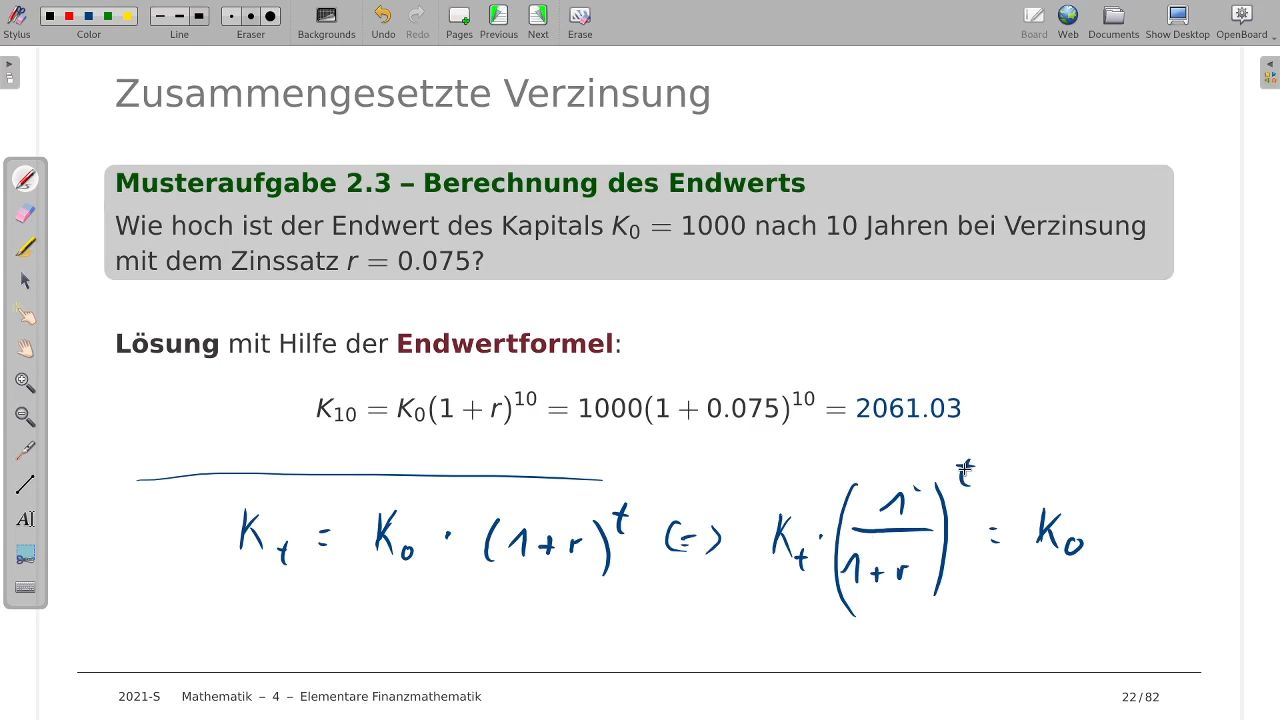 Stylus Color Line Eraser Backgrounds Undo Redo Pages Previous Next Erase Board Web Documents Show Desktop OpenBoard
Zusammengesetzte Verzinsung
Musteraufgabe 2.3 – Berechnung des Endwerts
Wie hoch ist der Endwert des Kapitals K₀ = 1000 nach 10 Jahren bei Verzinsung
mit dem Zinssatz r = 0.075?
Lösung mit Hilfe der Endwertformel:
K₁₀ = K₀(1 + r)¹⁰ = 1000(1 + 0.075)¹⁰ = 2061.03
K_t = K₀ · (1+r)^t (=> K_t · (1/(1+r))^t = K₀
2021-S Mathematik – 4 – Elementare Finanzmathematik 22/82